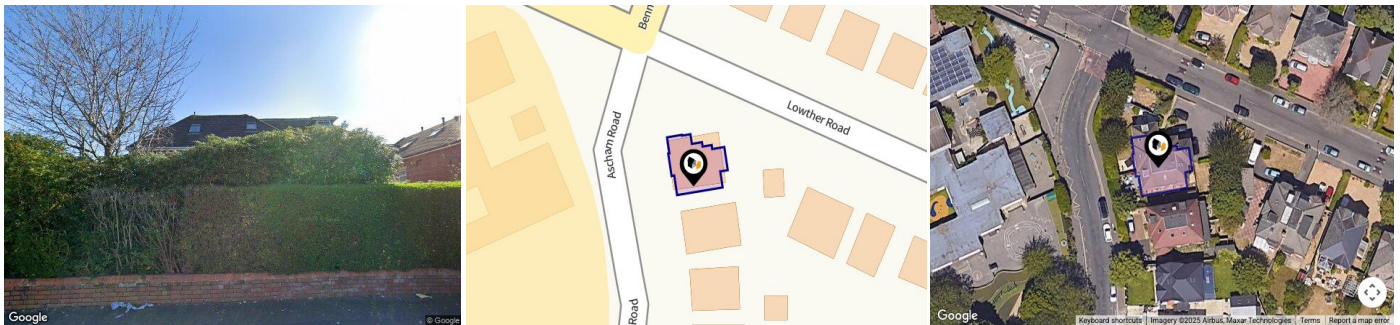 Google
© Google
Benn
Lowther Road
Ascham Road
Road
Google
Keyboard shortcuts
Imagery ©2025 Airbus, Maxar Technologies
Terms
Report a map error